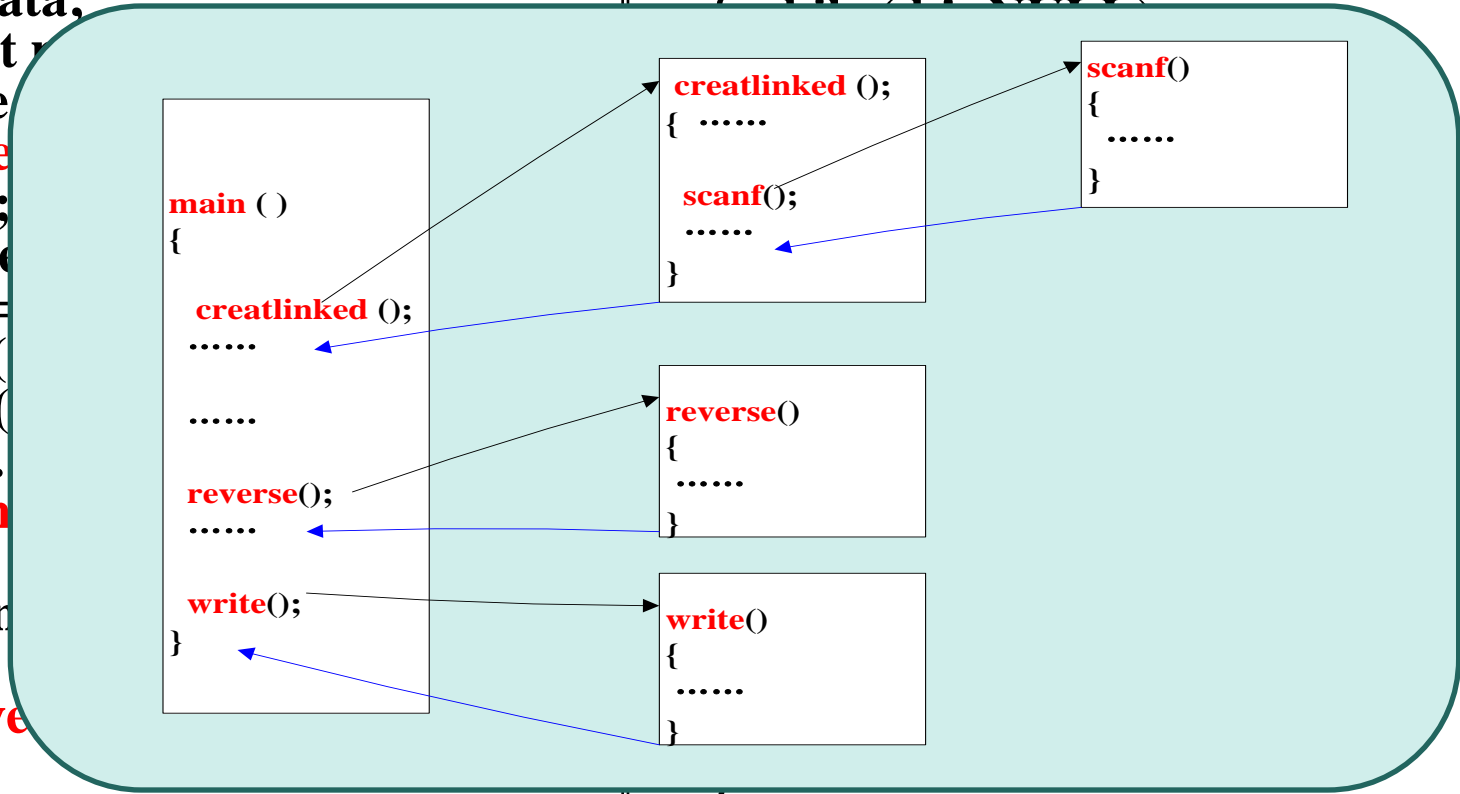 main ( )
{
creatlinked ();
……
……
reverse();
……
write();
}
creatlinked ();
{ ……
scanf();
……
}
scanf()
{
……
}
reverse()
{
……
}
write()
{
……
}